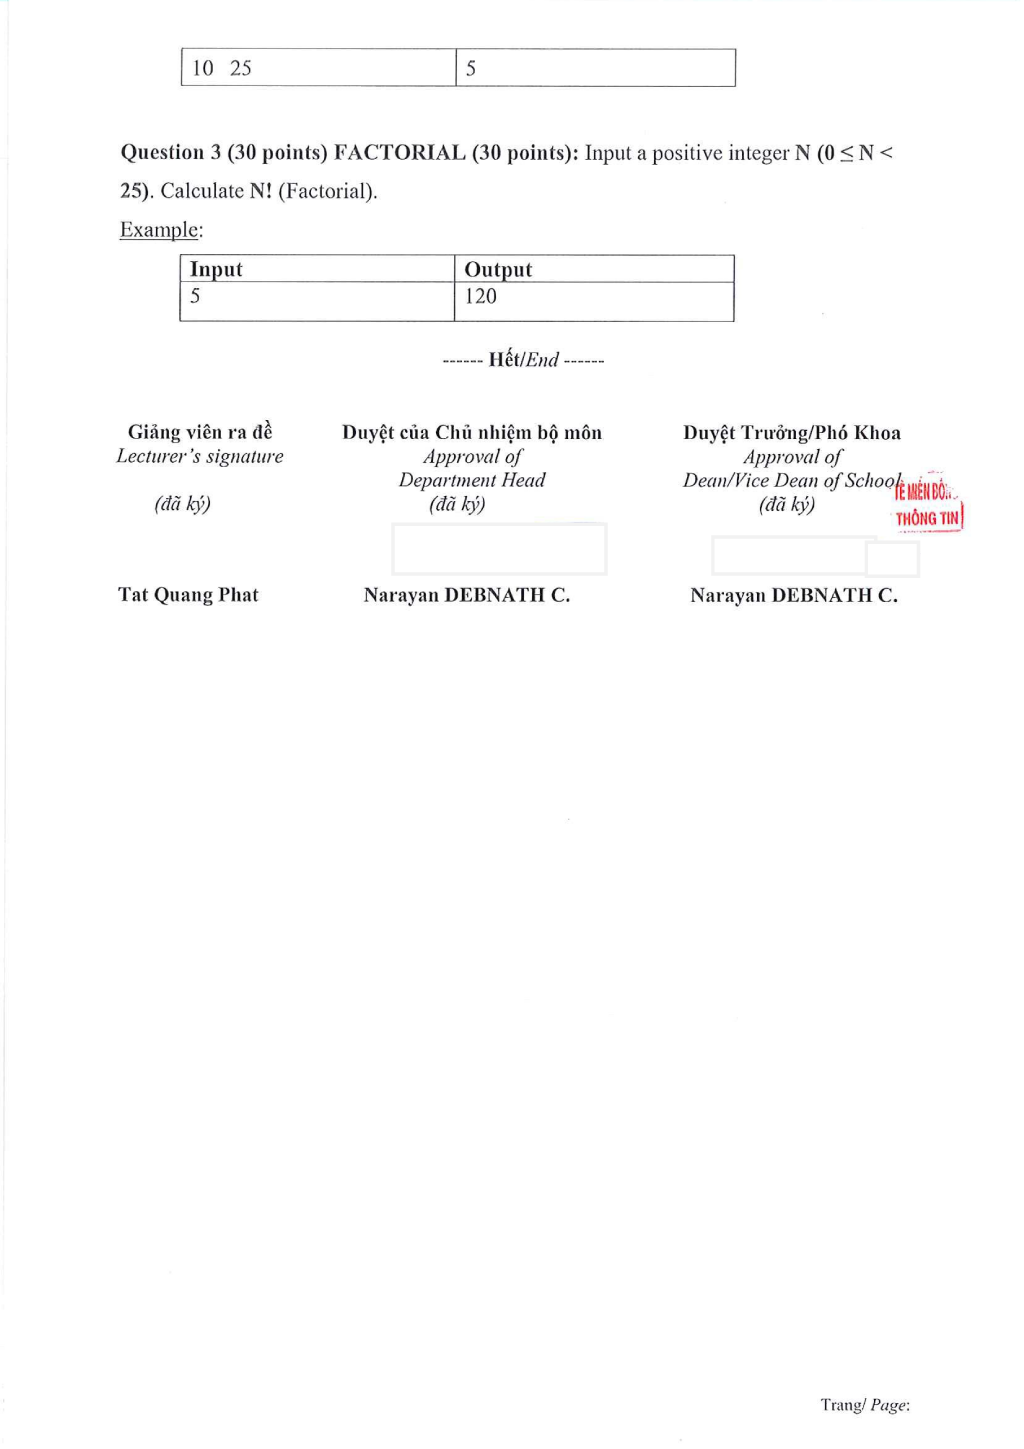 10 25 5
Question 3 (30 points) FACTORIAL (30 points): Input a positive integer N (0 ≤ N <
25). Calculate N! (Factorial).
Example:
Input Output
5 120
------ Hết/End ------
Giảng viên ra đề Duyệt của Chủ nhiệm bộ môn Duyệt Trưởng/Phó Khoa
Lecturer's signature Approval of Approval of
Department Head Dean/Vice Dean of School
(đã ký) (đã ký) (đã ký)
TẾ MIỀN ĐÔ
THÔNG TIN
Tat Quang Phat Narayan DEBNATH C. Narayan DEBNATH C.
Trang/ Page: